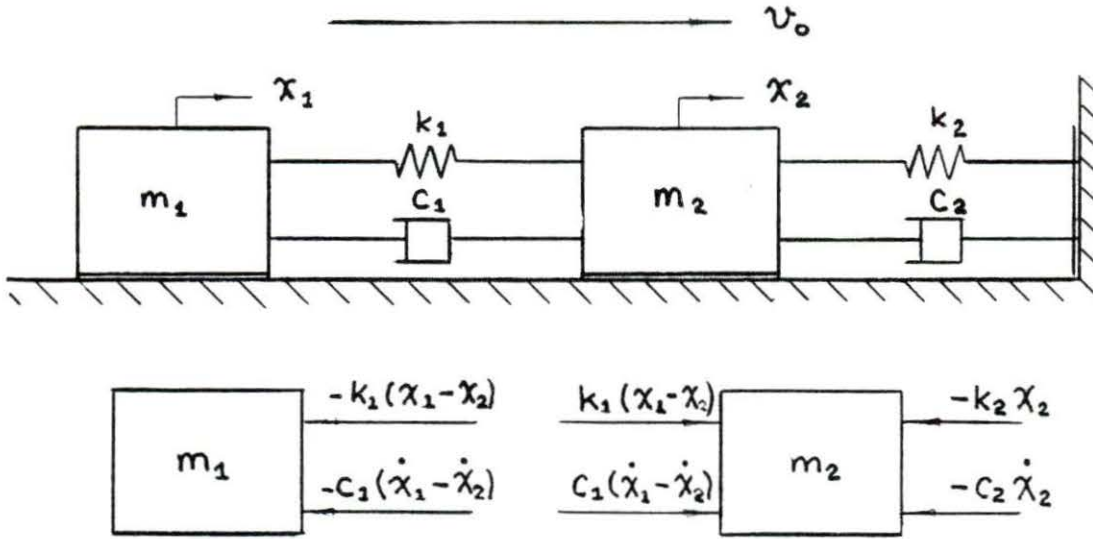 v₀
x₁ x₂
k₁ k₂
m₁ c₁ m₂ c₂
-k₁(x₁-x₂) k₁(x₁-x₂) -k₂x₂
m₁ m₂
-c₁(ẋ₁-ẋ₂) c₁(ẋ₁-ẋ₂) -c₂ẋ₂